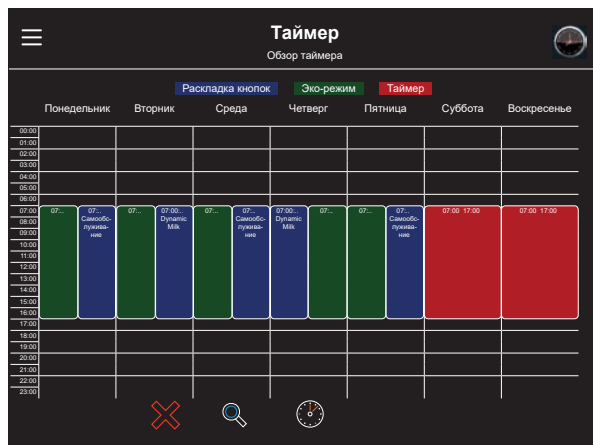 Таймер
Обзор таймера
Раскладка кнопок Эко-режим Таймер
Понедельник Вторник Среда Четверг Пятница Суббота Воскресенье
00:00
01:00
02:00
03:00
04:00
05:00
06:00
07:00 07:.. 07:.. 07:.. 07:00:.. 07:.. 07:.. 07:00:.. 07:.. 07:.. 07:.. 07:00 17:00 07:00 17:00
Самообс- Dynamic Самообс- Dynamic Самообс-
08:00 лужива- Milk лужива- Milk лужива-
09:00 ние ние ние
10:00
11:00
12:00
13:00
14:00
15:00
16:00
17:00
18:00
19:00
20:00
21:00
22:00
23:00